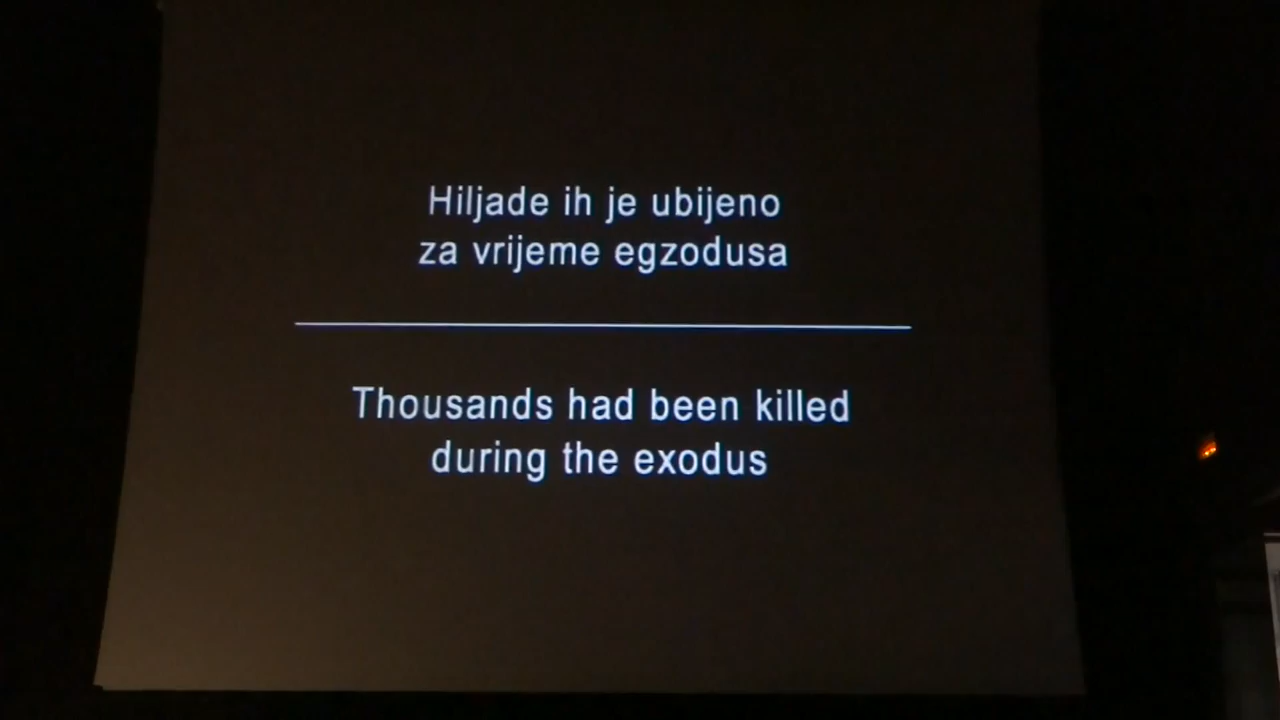 Hiljade ih je ubijeno
za vrijeme egzodusa
Thousands had been killed
during the exodus